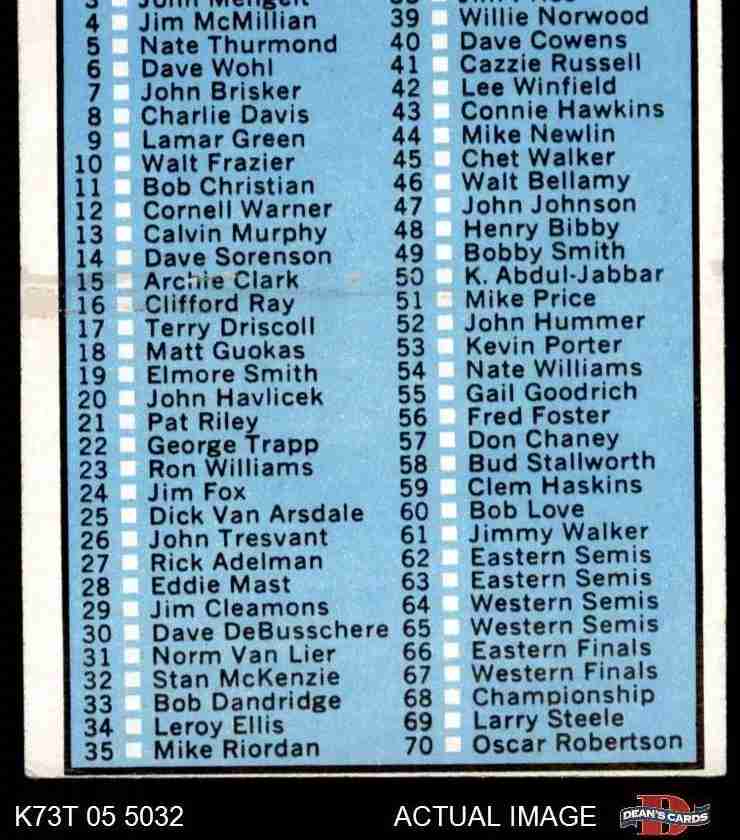 3 John Mengelt
4 Jim McMillian
5 Nate Thurmond
6 Dave Wohl
7 John Brisker
8 Charlie Davis
9 Lamar Green
10 Walt Frazier
11 Bob Christian
12 Cornell Warner
13 Calvin Murphy
14 Dave Sorenson
15 Archie Clark
16 Clifford Ray
17 Terry Driscoll
18 Matt Guokas
19 Elmore Smith
20 John Havlicek
21 Pat Riley
22 George Trapp
23 Ron Williams
24 Jim Fox
25 Dick Van Arsdale
26 John Tresvant
27 Rick Adelman
28 Eddie Mast
29 Jim Cleamons
30 Dave DeBusschere
31 Norm Van Lier
32 Stan McKenzie
33 Bob Dandridge
34 Leroy Ellis
35 Mike Riordan
39 Willie Norwood
40 Dave Cowens
41 Cazzie Russell
42 Lee Winfield
43 Connie Hawkins
44 Mike Newlin
45 Chet Walker
46 Walt Bellamy
47 John Johnson
48 Henry Bibby
49 Bobby Smith
50 K. Abdul-Jabbar
51 Mike Price
52 John Hummer
53 Kevin Porter
54 Nate Williams
55 Gail Goodrich
56 Fred Foster
57 Don Chaney
58 Bud Stallworth
59 Clem Haskins
60 Bob Love
61 Jimmy Walker
62 Eastern Semis
63 Eastern Semis
64 Western Semis
65 Western Semis
66 Eastern Finals
67 Western Finals
68 Championship
69 Larry Steele
70 Oscar Robertson
K73T 05 5032
ACTUAL IMAGE
DEAN'S CARDS